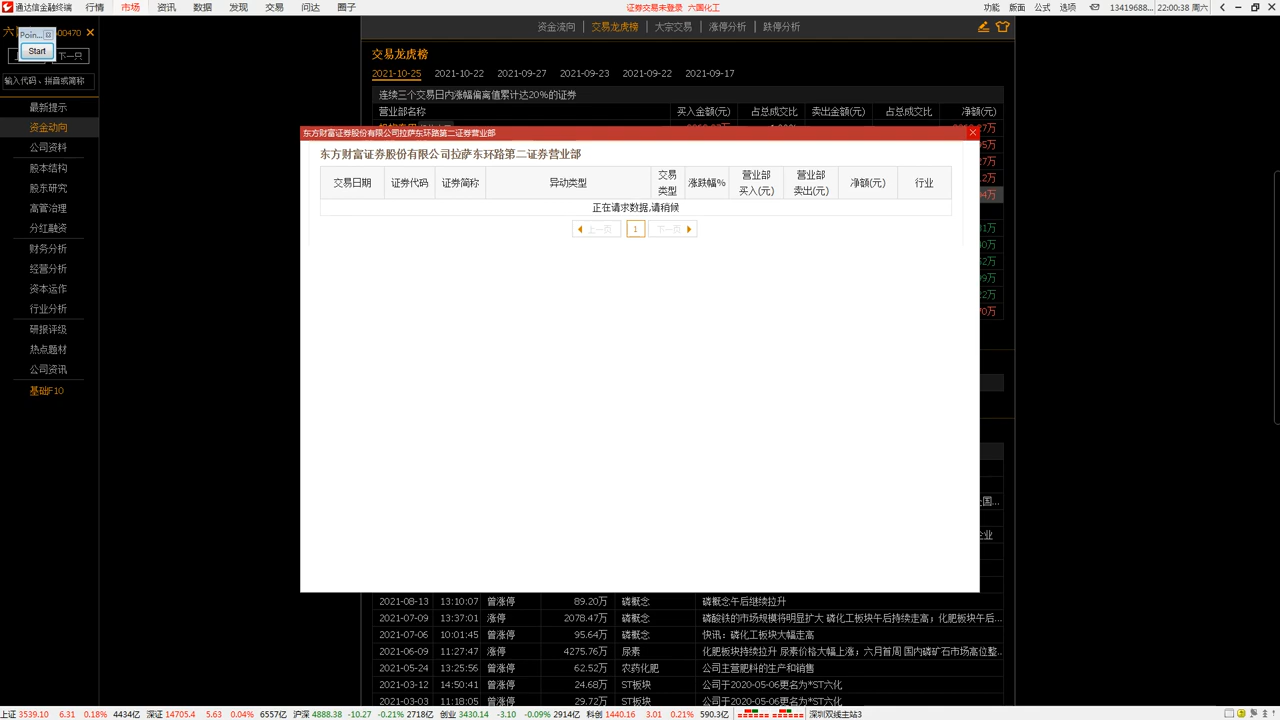 通达信金融终端 行情 市场 资讯 数据 发现 交易 问达 圈子 证券交易未登录 六国化工 功能 版面 公式 选项 13419688... 22:00:38 周六
Poin...
Start
下一只
输入代码、拼音或简称
最新提示
资金动向
公司资料
股本结构
股东研究
高管治理
分红融资
财务分析
经营分析
资本运作
行业分析
研报评级
热点题材
公司资讯
基础F10
资金流向 交易龙虎榜 大宗交易 涨停分析 跌停分析
交易龙虎榜
2021-10-25 2021-10-22 2021-09-27 2021-09-23 2021-09-22 2021-09-17
连续三个交易日内涨幅偏离值累计达20%的证券
营业部名称 买入金额(元) 占总成交比 卖出金额(元) 占总成交比 净额(元)
东方财富证券股份有限公司拉萨东环路第二证券营业部
东方财富证券股份有限公司拉萨东环路第二证券营业部
交易日期 证券代码 证券简称 异动类型 交易类型 涨跌幅% 营业部买入(元) 营业部卖出(元) 净额(元) 行业
正在请求数据,请稍候
上一页 1 下一页
2021-08-13 13:10:07 曾涨停 89.20万 磷概念 磷概念午后继续拉升
2021-07-09 13:37:01 涨停 2078.47万 磷概念 磷酸铁的市场规模将明显扩大 磷化工板块午后持续走高；化肥板块午后...
2021-07-06 10:01:45 曾涨停 95.64万 磷概念 快讯：磷化工板块大幅走高
2021-06-09 11:27:47 涨停 4275.76万 尿素 化肥板块持续拉升 尿素价格大幅上涨；六月首周 国内磷矿石市场高位整...
2021-05-24 13:25:56 曾涨停 62.52万 农药化肥 公司主营肥料的生产和销售
2021-03-12 14:50:41 曾涨停 24.68万 ST板块 公司于2020-05-06更名为*ST六化
2021-03-03 11:18:05 曾涨停 29.72万 ST板块 公司于2020-05-06更名为*ST六化
上证 3539.10 6.31 0.18% 4434亿 深证 14705.4 5.63 0.04% 6557亿 沪深 4888.38 -10.27 -0.21% 2718亿 创业 3430.14 -3.10 -0.09% 2914亿 科创 1440.16 3.01 0.21% 590.3亿 深圳双线主站3